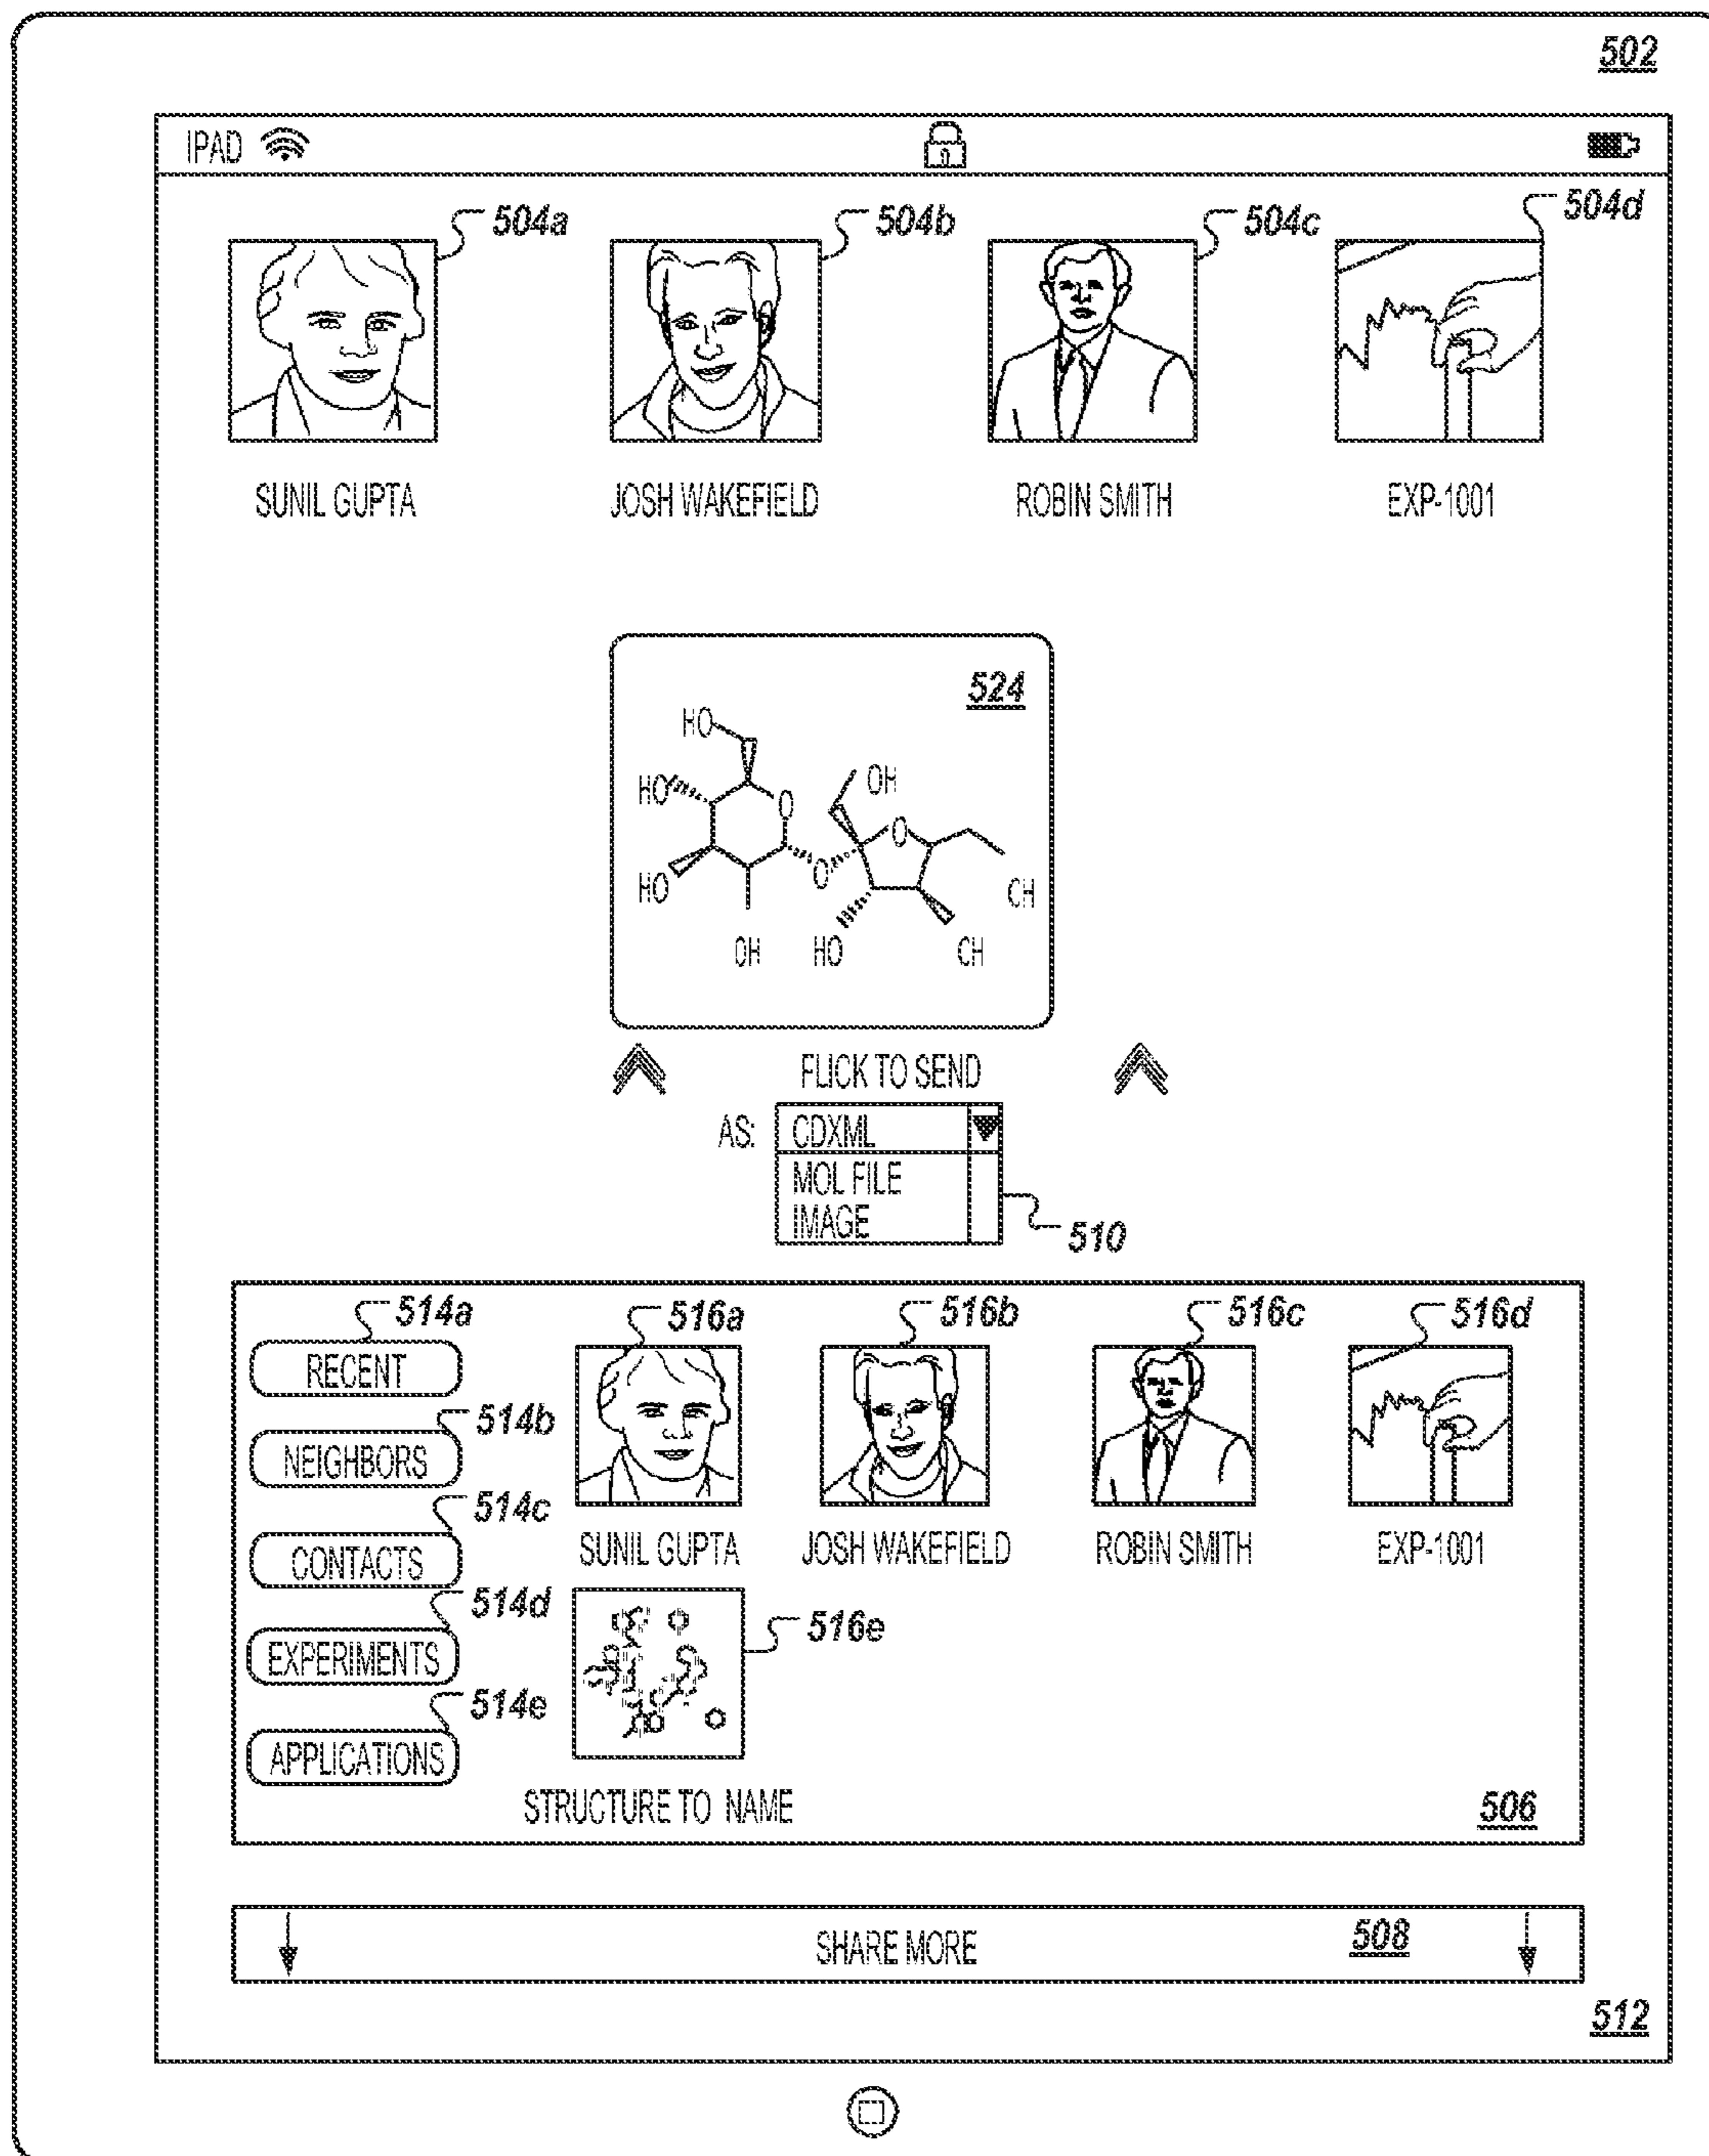 502
IPAD
504a 504b 504c 504d
SUNIL GUPTA JOSH WAKEFIELD ROBIN SMITH EXP-1001
524
HO
OH
HO O
O
O
HO CH
OH HO CH
FLICK TO SEND
AS: CDXML
MOL FILE
IMAGE
510
514a 516a 516b 516c 516d
RECENT
514b
NEIGHBORS
514c
CONTACTS SUNIL GUPTA JOSH WAKEFIELD ROBIN SMITH EXP-1001
514d
516e
EXPERIMENTS
514e
APPLICATIONS
STRUCTURE TO NAME
506
SHARE MORE 508
512